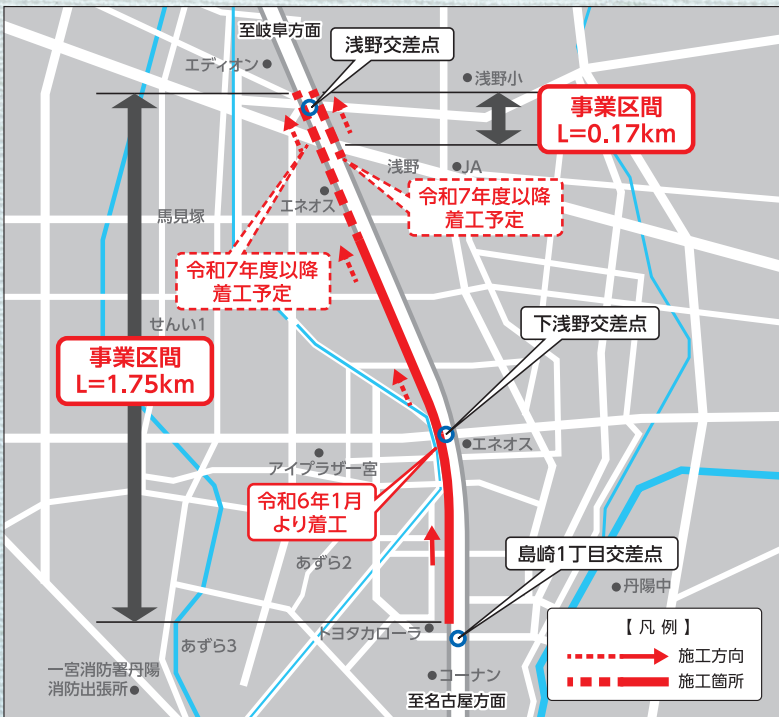 至岐阜方面
浅野交差点
エディオン
浅野小
事業区間
L=0.17km
浅野
JA
エネオス
令和7年度以降
着工予定
馬見塚
令和7年度以降
着工予定
せんい1
下浅野交差点
事業区間
L=1.75km
エネオス
アイプラザ一宮
令和6年1月
より着工
島崎1丁目交差点
あずら2
丹陽中
トヨタカローラ
あずら3
【凡例】
施工方向
施工箇所
一宮消防署丹陽
消防出張所
コーナン
至名古屋方面